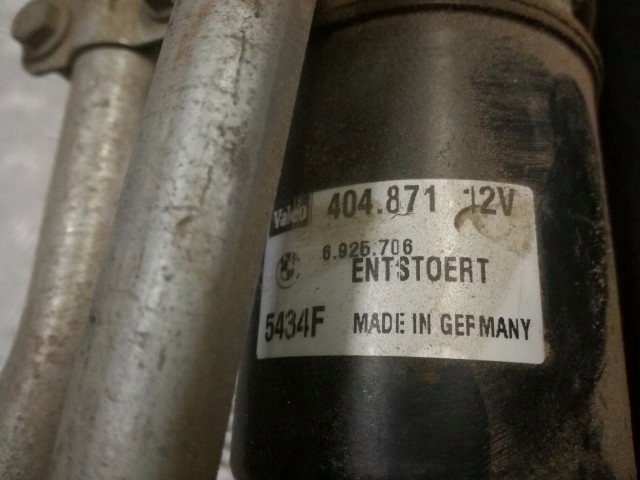 Valeo 404.871 12V
6.925.706
ENTSTOERT
5434F MADE IN GERMANY